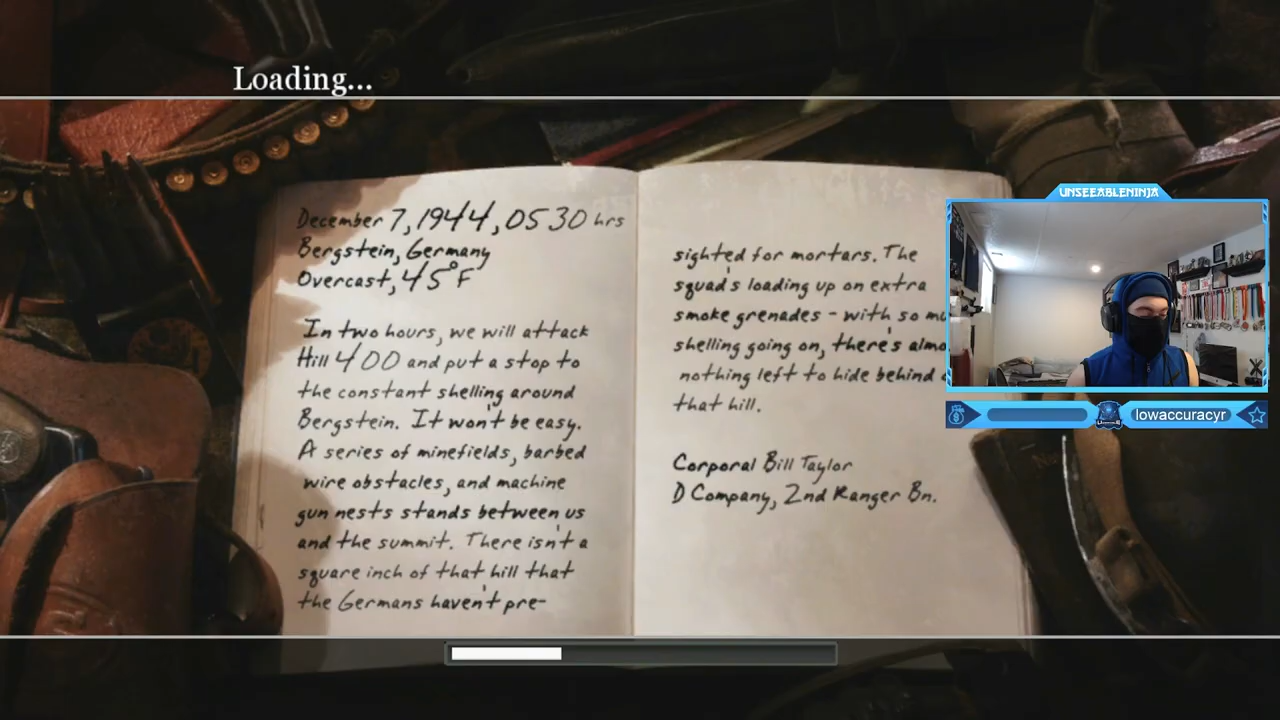 Loading...
December 7, 1944, 0530 hrs
Bergstein, Germany
Overcast, 45°F
In two hours, we will attack
Hill 400 and put a stop to
the constant shelling around
Bergstein. It won't be easy.
A series of minefields, barbed
wire obstacles, and machine
gun nests stands between us
and the summit. There isn't a
square inch of that hill that
the Germans haven't pre-
sighted for mortars. The
squad's loading up on extra
smoke grenades - with so
shelling going on, there's
nothing left to hide behind
that hill.
Corporal Bill Taylor
D Company, 2nd Ranger Bn.
UNSEEABLENINJA
lowaccuracyr